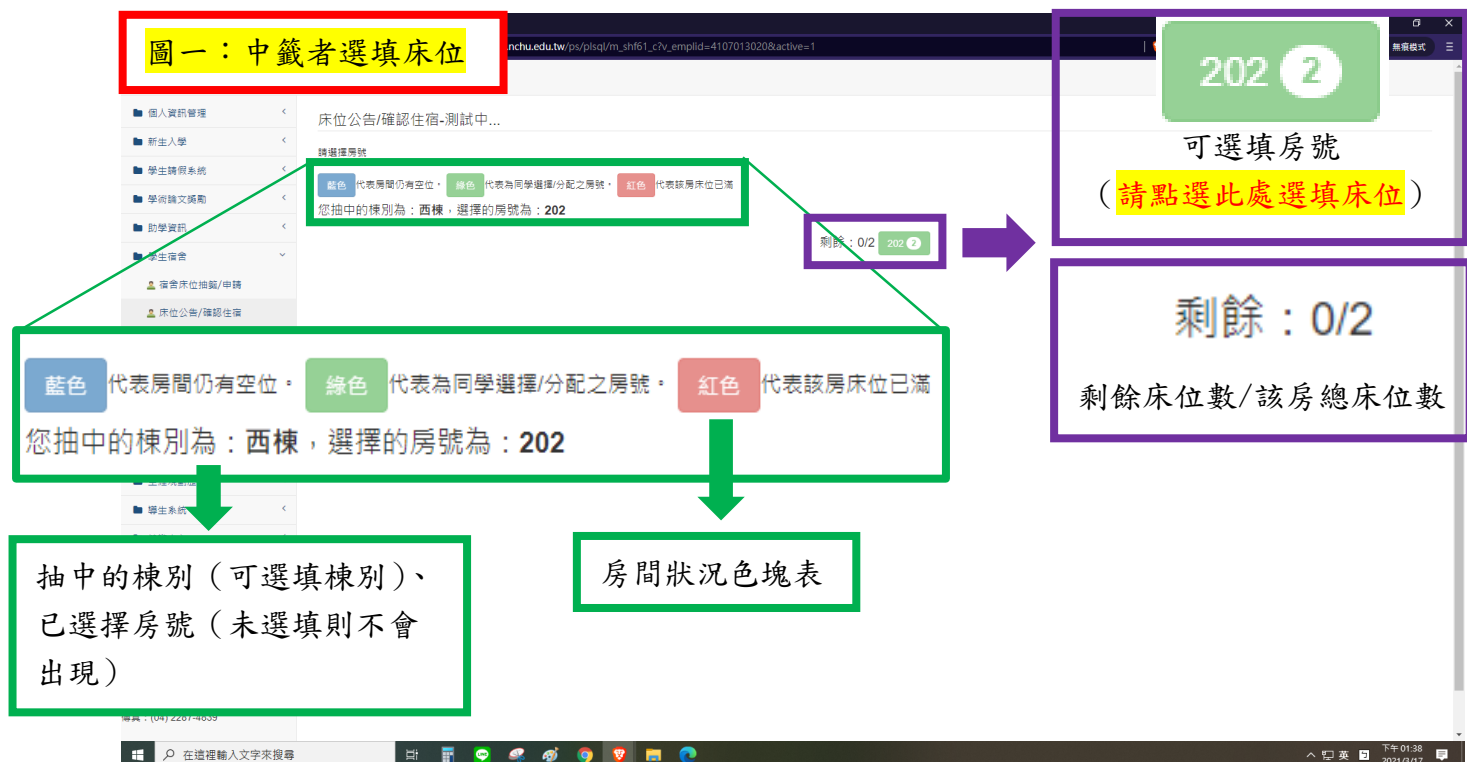 圖一：中籤者選填床位
.nchu.edu.tw/ps/plsql/m_shf61_c?v_emplid=4107013020&active=1
無痕模式
202 2
可選填房號
（請點選此處選填床位）
個人資訊管理
新生入學
學生請假系統
學術論文獎勵
助學資訊
學生宿舍
宿舍床位抽籤/申請
床位公告/確認住宿
床位公告/確認住宿-測試中...
請選擇房號
藍色 代表房間仍有空位。 綠色 代表為同學選擇/分配之房號。 紅色 代表該房床位已滿
您抽中的棟別為：西棟，選擇的房號為：202
剩餘：0/2 202 2
剩餘：0/2
剩餘床位數/該房總床位數
藍色 代表房間仍有空位。 綠色 代表為同學選擇/分配之房號。 紅色 代表該房床位已滿
您抽中的棟別為：西棟，選擇的房號為：202
導生系統
抽中的棟別（可選填棟別）、
已選擇房號（未選填則不會
出現）
房間狀況色塊表
傳真：(04) 2287-4839
在這裡輸入文字來搜尋
英
下午 01:38
2021/3/17